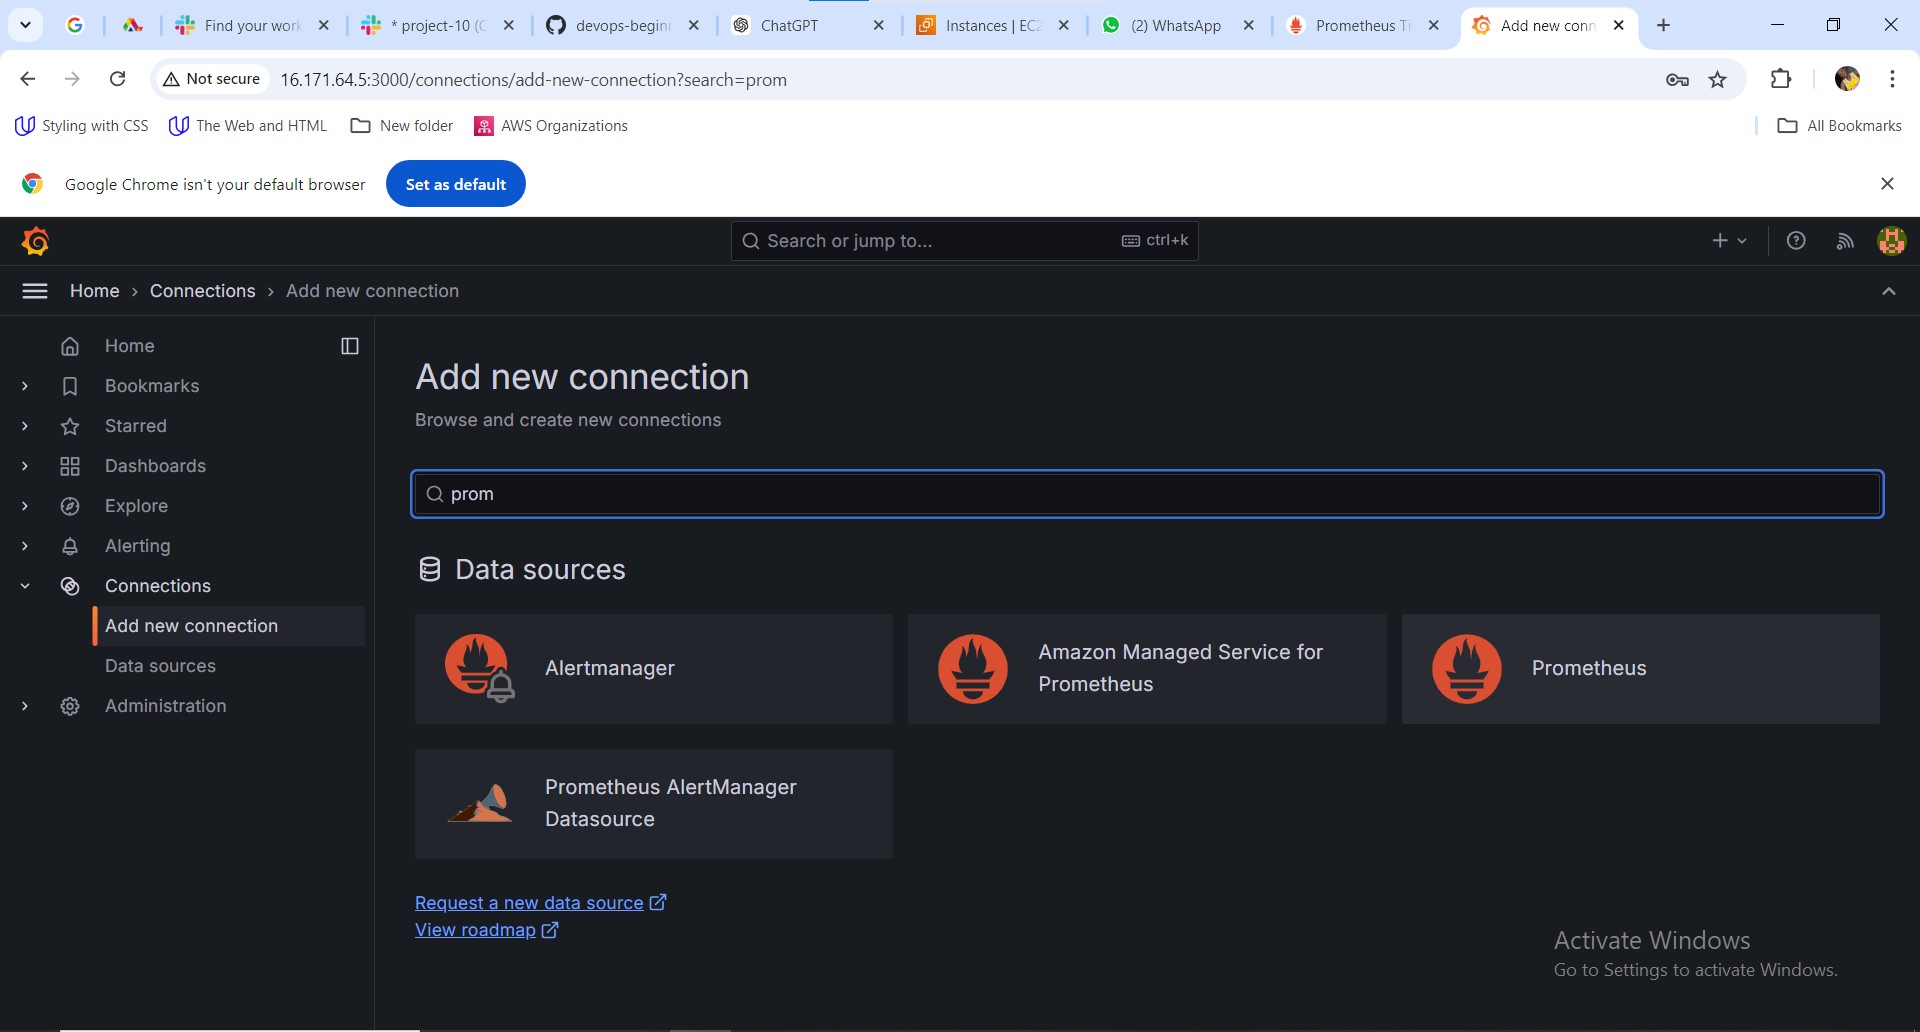 Find your work
* project-10 (C
devops-beginn
ChatGPT
Instances | EC2
(2) WhatsApp
Prometheus Ti
Add new conn
Not secure
16.171.64.5:3000/connections/add-new-connection?search=prom
Styling with CSS
The Web and HTML
New folder
AWS Organizations
All Bookmarks
Google Chrome isn't your default browser
Set as default
Search or jump to...
ctrl+k
Home › Connections › Add new connection
Home
Bookmarks
Starred
Dashboards
Explore
Alerting
Connections
Add new connection
Data sources
Administration
Add new connection
Browse and create new connections
prom
Data sources
Alertmanager
Amazon Managed Service for
Prometheus
Prometheus
Prometheus AlertManager
Datasource
Request a new data source
View roadmap
Activate Windows
Go to Settings to activate Windows.